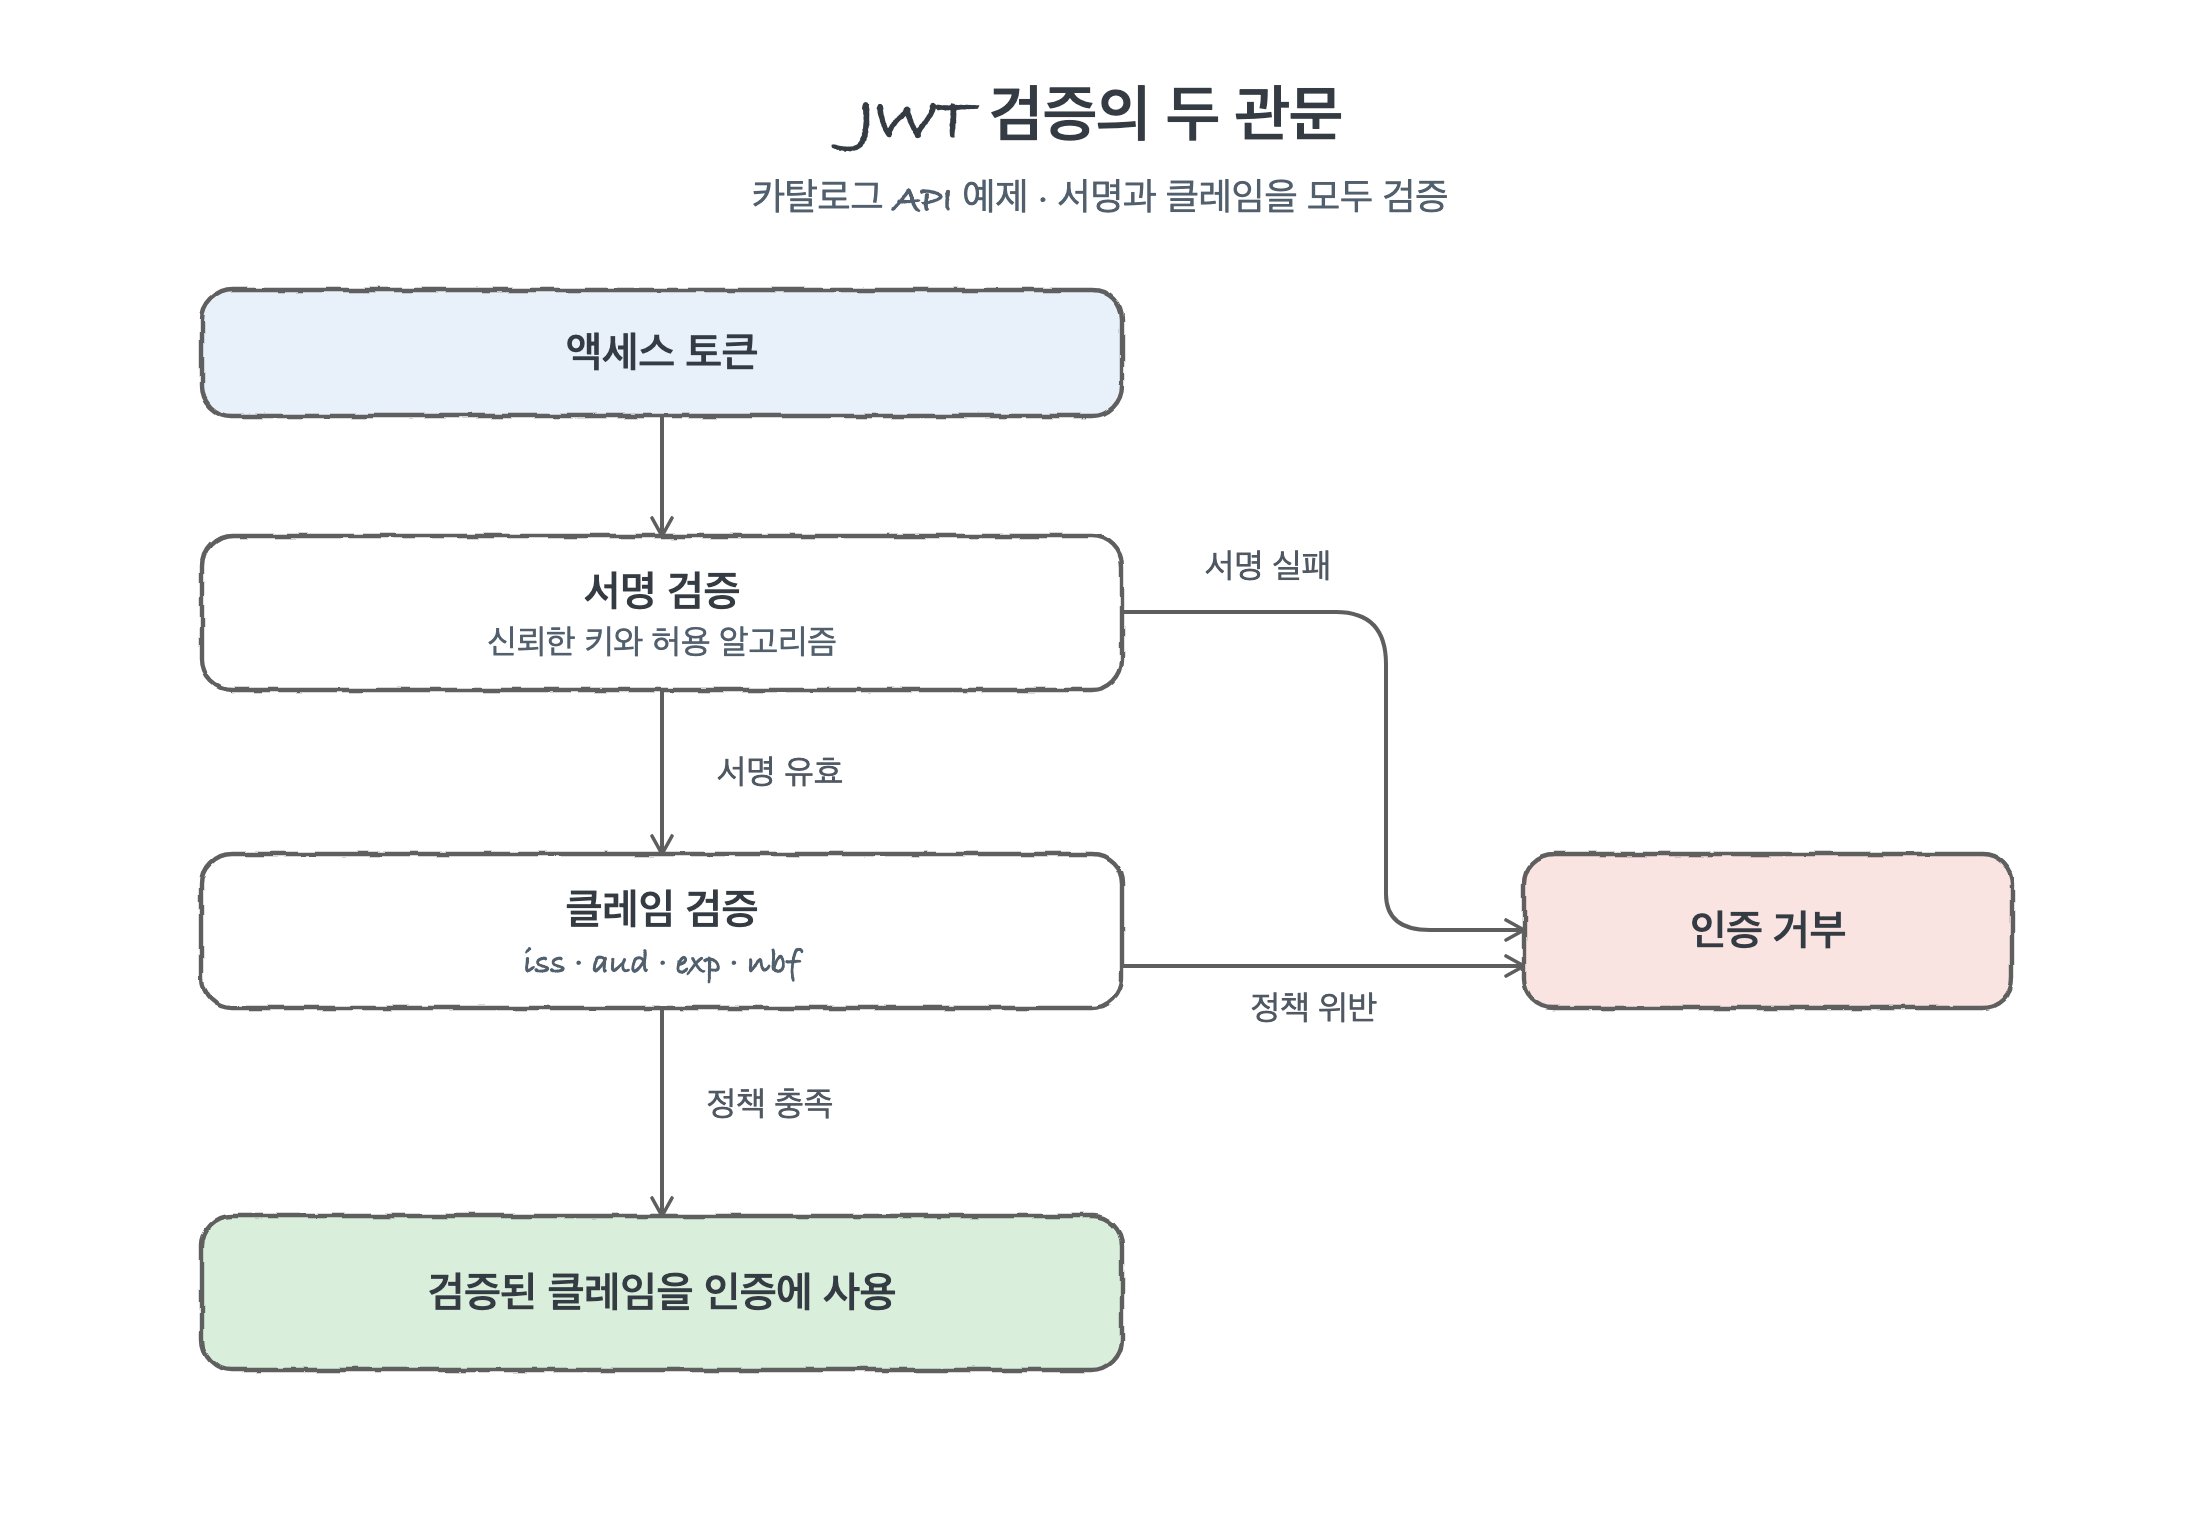 JWT 검증의 두 관문
카탈로그 API 예제 · 서명과 클레임을 모두 검증
액세스 토큰
서명 검증
신뢰한 키와 허용 알고리즘
서명 실패
서명 유효
클레임 검증
iss · aud · exp · nbf
인증 거부
정책 위반
정책 충족
검증된 클레임을 인증에 사용